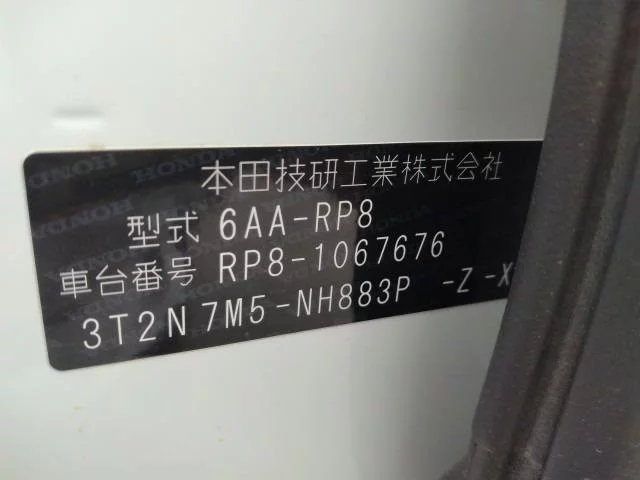 本田技研工業株式会社
型式 6AA-RP8
車台番号 RP8-1067676
3T2N 7M5-NH883P -Z -X